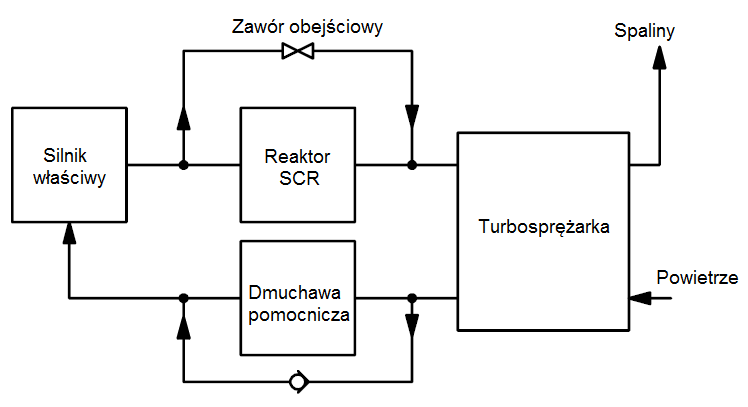 Zawór obejściowy
Spaliny
Silnik
właściwy
Reaktor
SCR
Turbosprężarka
Dmuchawa
pomocnicza
Powietrze